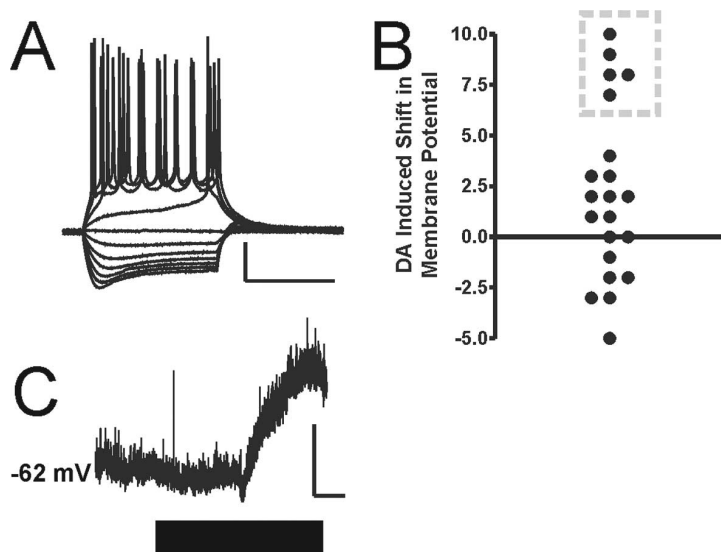 A
B
DA Induced Shift in
Membrane Potential
10.0
7.5
5.0
2.5
0.0
-2.5
-5.0
C
-62 mV